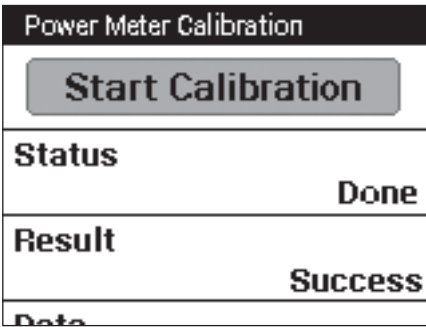 Power Meter Calibration
Start Calibration
Status
Done
Result
Success